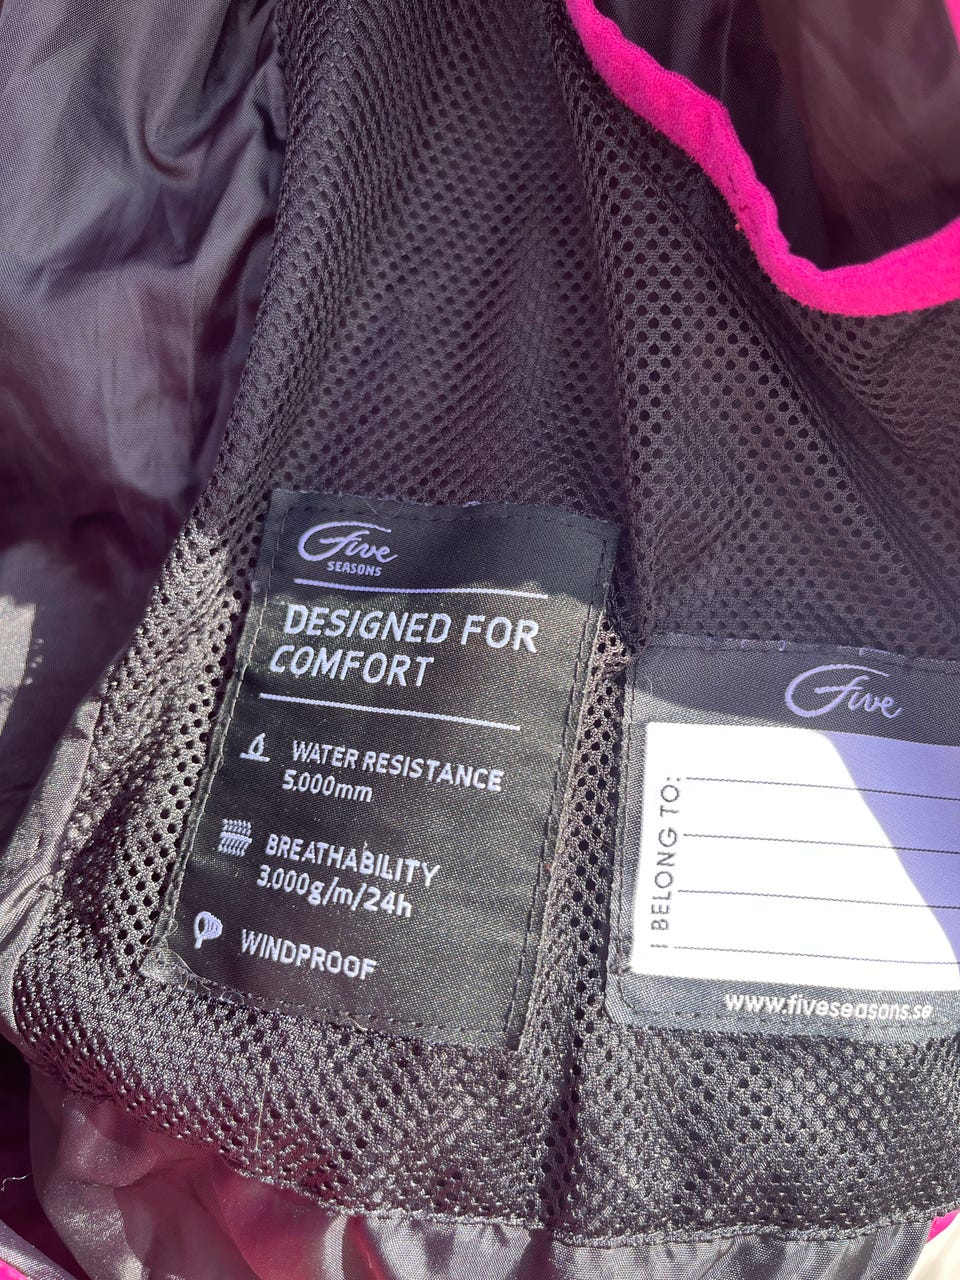 Five
SEASONS
DESIGNED FOR
COMFORT
WATER RESISTANCE
5,000mm
BREATHABILITY
3,000g/m/24h
WINDPROOF
Five
I BELONG TO:
www.fiveseasons.se